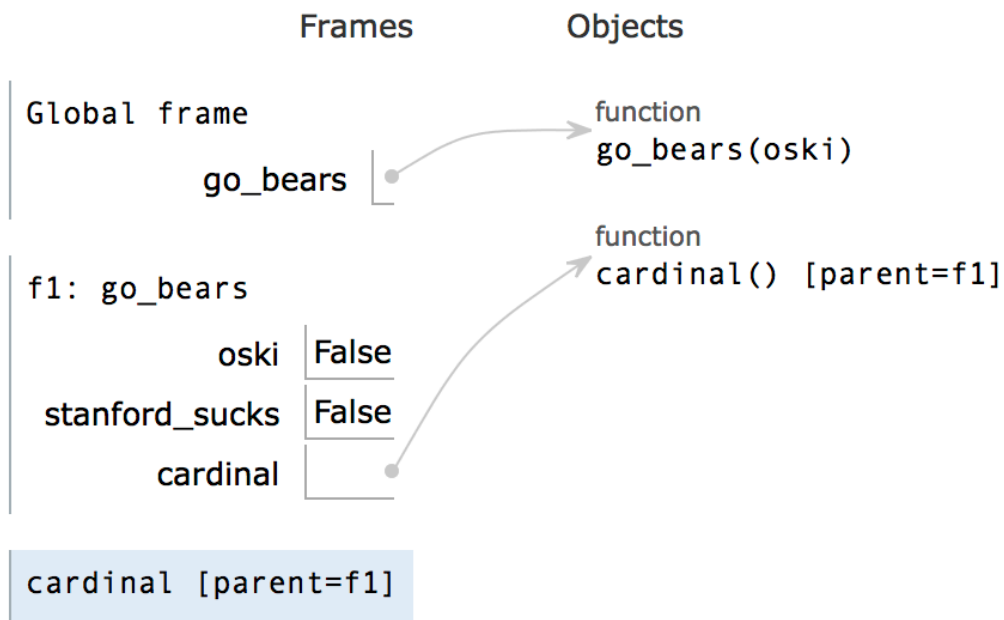 Frames Objects
Global frame
go_bears
function
go_bears(oski)
function
cardinal() [parent=f1]
f1: go_bears
oski False
stanford_sucks False
cardinal
cardinal [parent=f1]